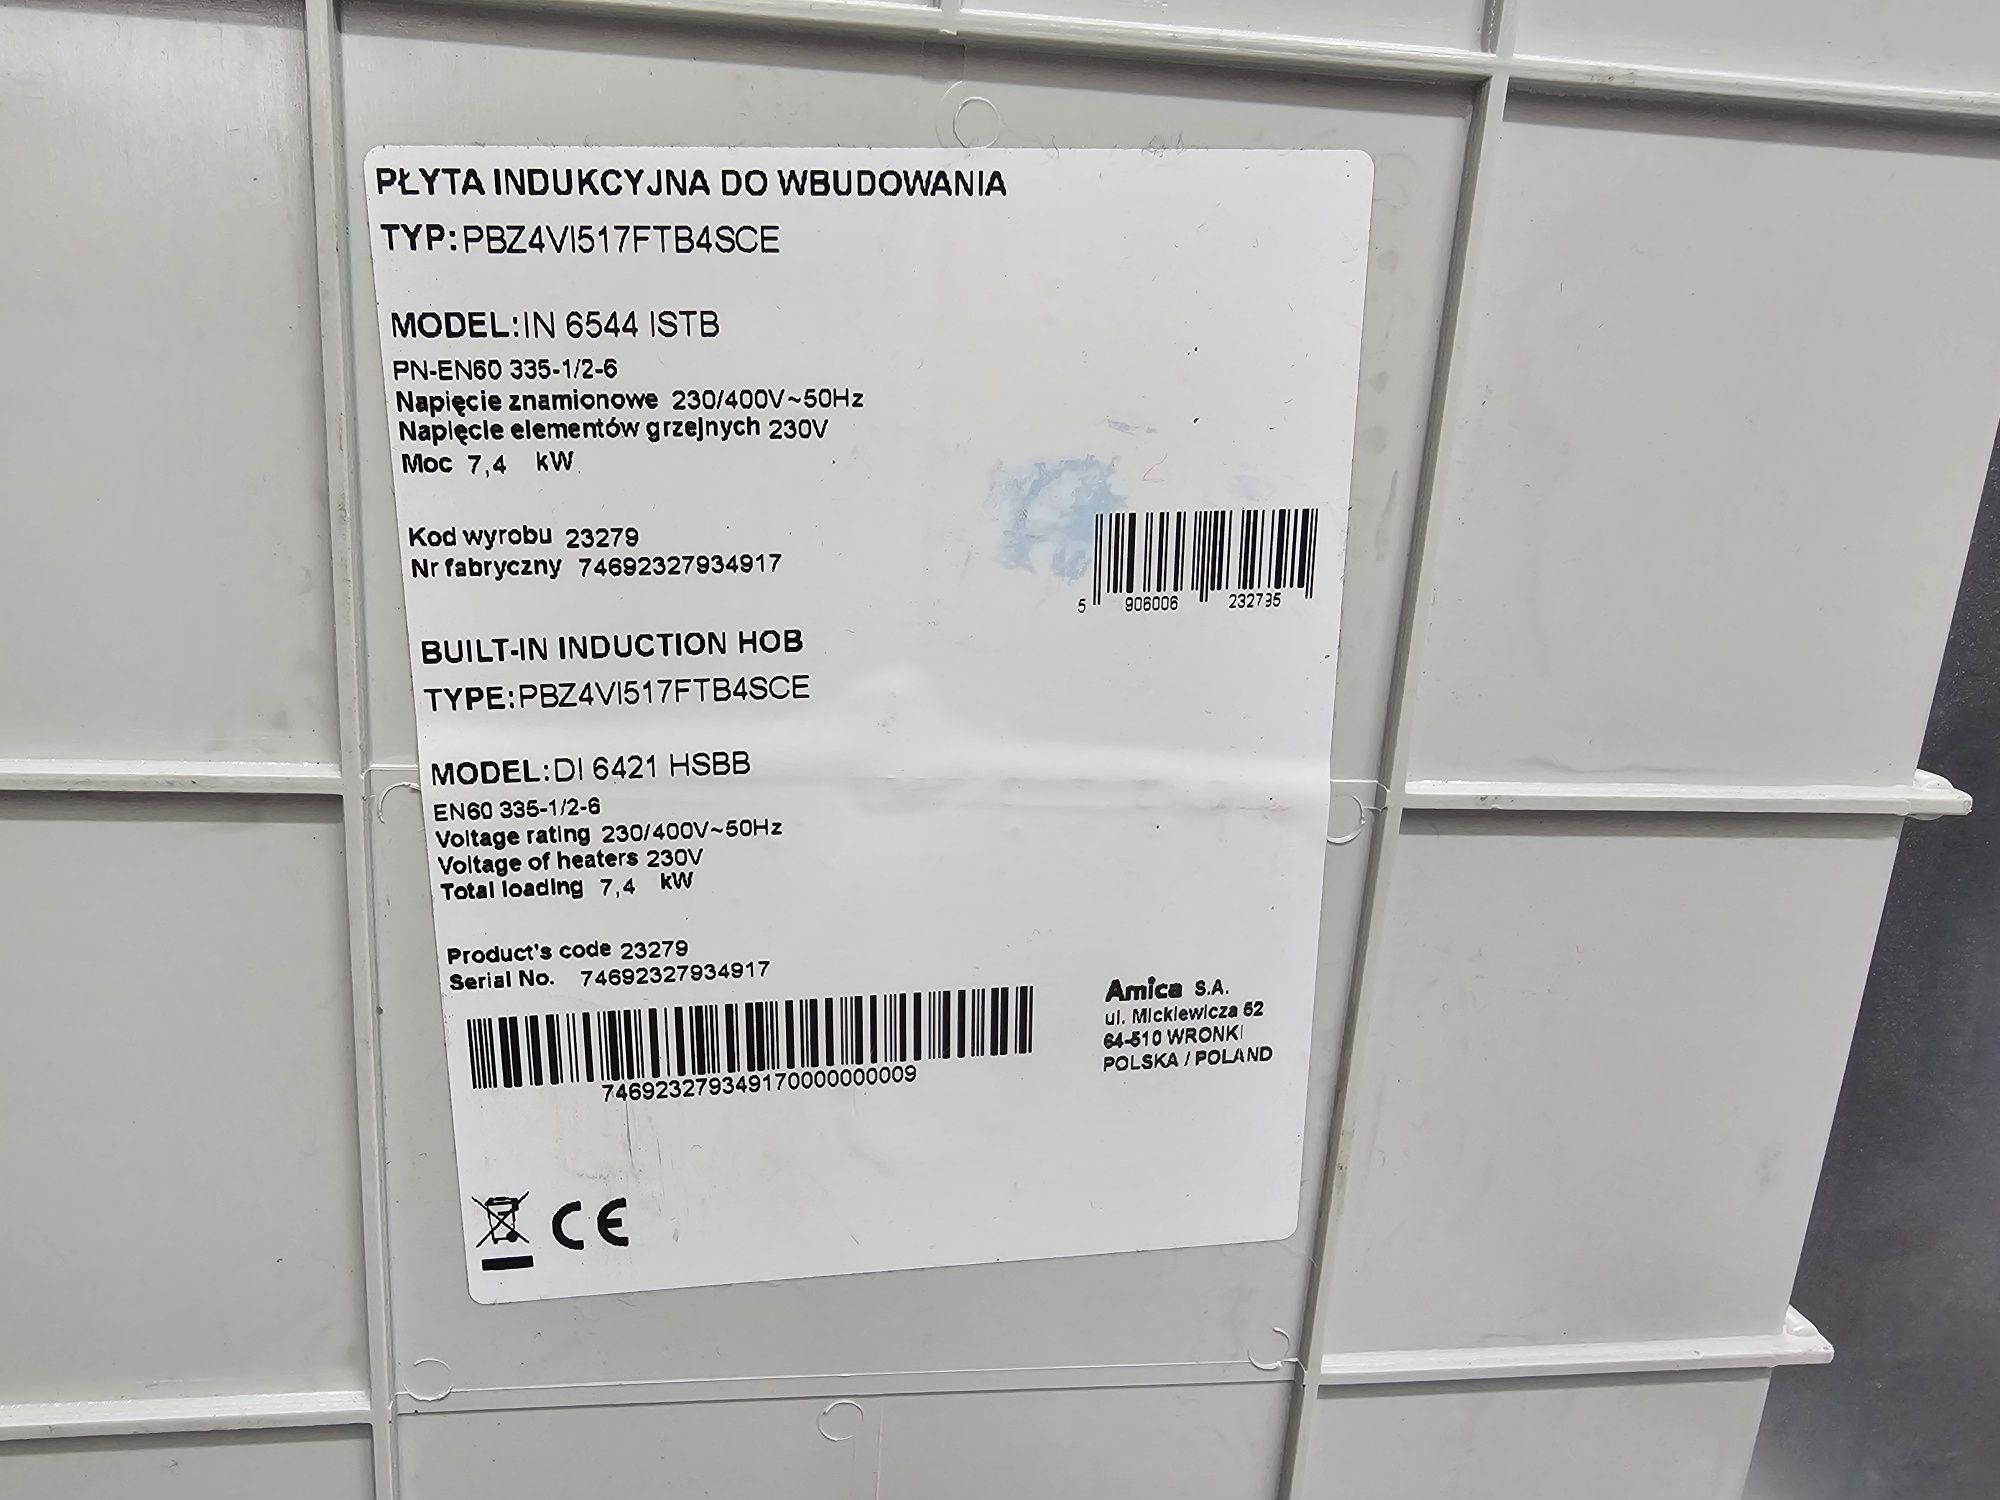 PŁYTA INDUKCYJNA DO WBUDOWANIA
TYP:PBZ4VI517FTB4SCE
MODEL:IN 6544 ISTB
PN-EN60 335-1/2-6
Napięcie znamionowe 230/400V~50Hz
Napięcie elementów grzejnych 230V
Moc 7,4 kW
Kod wyrobu 23279
Nr fabryczny 74692327934917
5 906006 232795
BUILT-IN INDUCTION HOB
TYPE:PBZ4VI517FTB4SCE
MODEL:DI 6421 HSBB
EN60 335-1/2-6
Voltage rating 230/400V~50Hz
Voltage of heaters 230V
Total loading 7,4 kW
Product's code 23279
Serial No. 74692327934917
746923279349170000000009
Amica S.A.
ul. Mickiewicza 52
64-510 WRONKI
POLSKA / POLAND
CE